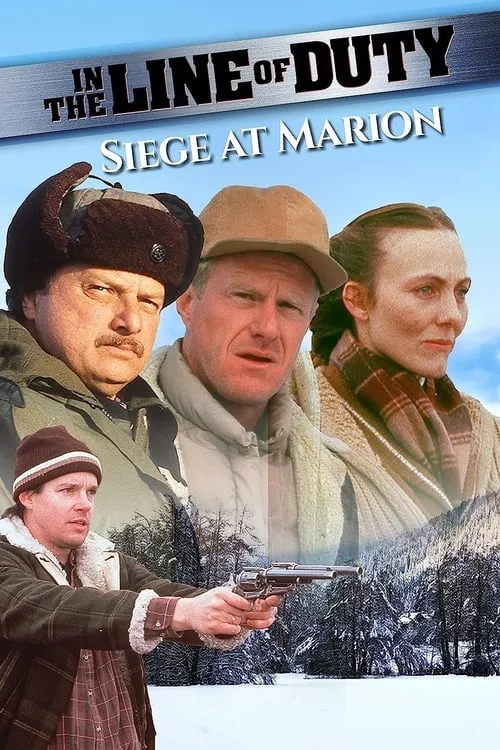 IN THE LINE OF DUTY
SIEGE AT MARION